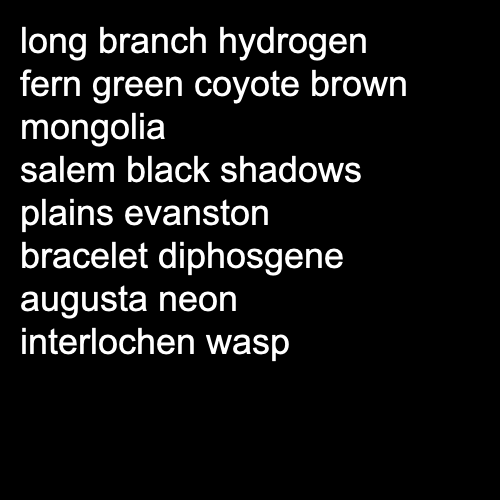 long branch hydrogen
fern green coyote brown
mongolia
salem black shadows
plains evanston
bracelet diphosgene
augusta neon
interlochen wasp